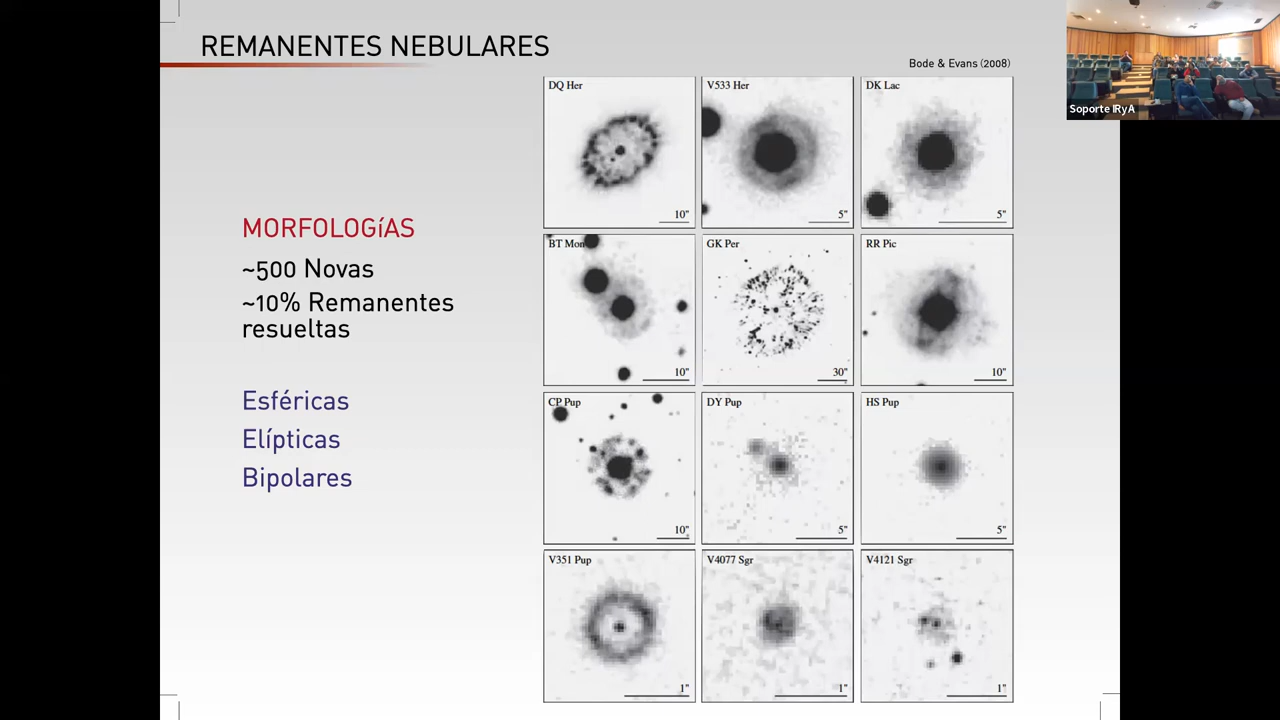 REMANENTES NEBULARES
Bode & Evans (2008)
Soporte IRyA
MORFOLOGíAS
~500 Novas
~10% Remanentes
resueltas
Esféricas
Elípticas
Bipolares
DQ Her
10"
V533 Her
5"
DK Lac
5"
BT Mon
10"
GK Per
30"
RR Pic
10"
CP Pup
10"
DY Pup
5"
HS Pup
5"
V351 Pup
1"
V4077 Sgr
1"
V4121 Sgr
1"